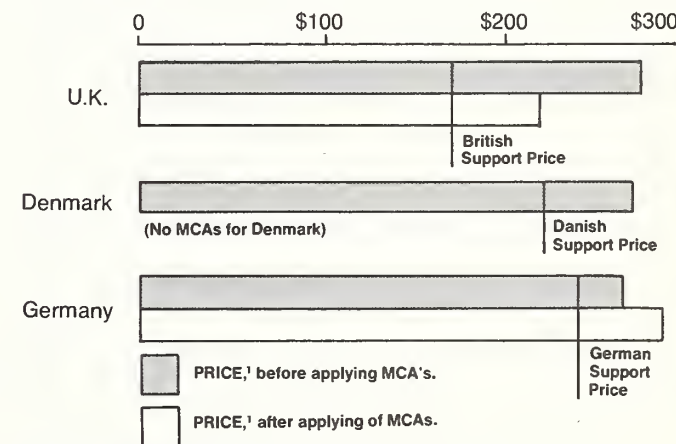 0 $100 $200 $300
U.K.
British
Support Price
Denmark
(No MCAs for Denmark)
Danish
Support Price
Germany
German
Support
Price
PRICE,¹ before applying MCA's.
PRICE,¹ after applying of MCAs.